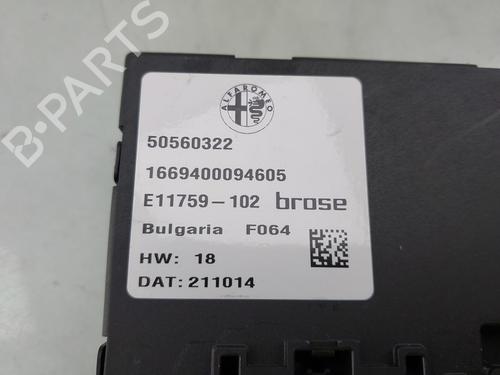 B-PARTS
ALFA ROMEO
50560322
1669400094605
E11759-102 brose
Bulgaria F064
HW: 18
DAT: 211014